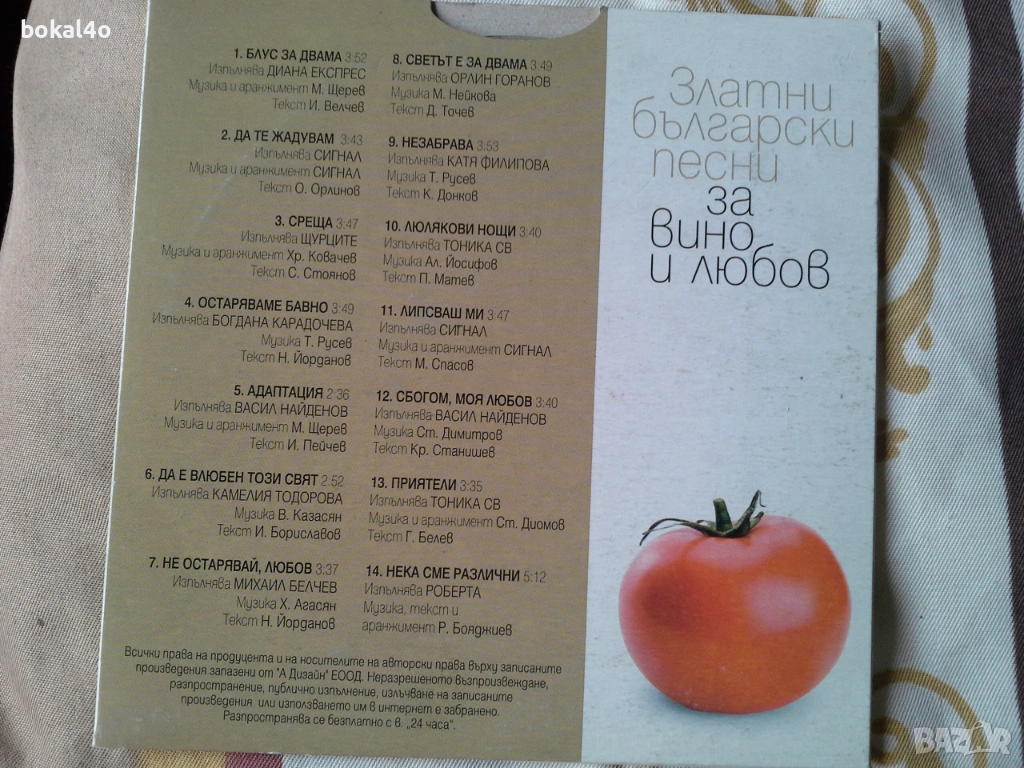 bokal4o
1. БЛУС ЗА ДВАМА 3:52
Изпълнява ДИАНА ЕКСПРЕС
Музика и аранжимент М. Щерев
Текст И. Велчев
2. ДА ТЕ ЖАДУВАМ 3:43
Изпълнява СИГНАЛ
Музика и аранжимент СИГНАЛ
Текст О. Орлинов
3. СРЕЩА 3:47
Изпълнява ЩУРЦИТЕ
Музика и аранжимент Хр. Ковачев
Текст С. Стоянов
4. ОСТАРЯВАМЕ БАВНО 3:49
Изпълнява БОГДАНА КАРАДОЧЕВА
Музика Т. Русев
Текст Н. Йорданов
5. АДАПТАЦИЯ 2:36
Изпълнява ВАСИЛ НАЙДЕНОВ
Музика и аранжимент М. Щерев
Текст И. Пейчев
6. ДА Е ВЛЮБЕН ТОЗИ СВЯТ 2:52
Изпълнява КАМЕЛИЯ ТОДОРОВА
Музика В. Казасян
Текст И. Бориславов
7. НЕ ОСТАРЯВАЙ, ЛЮБОВ 3:37
Изпълнява МИХАИЛ БЕЛЧЕВ
Музика Х. Агасян
Текст Н. Йорданов
8. СВЕТЪТ Е ЗА ДВАМА 3:49
Изпълнява ОРЛИН ГОРАНОВ
Музика М. Нейкова
Текст Д. Точев
9. НЕЗАБРАВА 3:53
Изпълнява КАТЯ ФИЛИПОВА
Музика Т. Русев
Текст К. Донков
10. ЛЮЛЯКОВИ НОЩИ 3:40
Изпълнява ТОНИКА СВ
Музика Ал. Йосифов
Текст П. Матев
11. ЛИПСВАШ МИ 3:47
Изпълнява СИГНАЛ
Музика и аранжимент СИГНАЛ
Текст М. Спасов
12. СБОГОМ, МОЯ ЛЮБОВ 3:40
Изпълнява ВАСИЛ НАЙДЕНОВ
Музика Ст. Димитров
Текст Кр. Станишев
13. ПРИЯТЕЛИ 3:35
Изпълнява ТОНИКА СВ
Музика и аранжимент Ст. Диомов
Текст Г. Белев
14. НЕКА СМЕ РАЗЛИЧНИ 5:12
Изпълнява РОБЕРТА
Музика, текст и
аранжимент Р. Бояджиев
Всички права на продуцента и на носителите на авторски права върху записаните
произведения запазени от "А Дизайн" ЕООД. Неразрешеното възпроизвеждане,
разпространение, публично изпълнение, излъчване на записаните
произведения или използването им в интернет е забранено.
Разпространява се безплатно с в. „24 часа".
Златни
български
песни
за
вино
и любов
BAZAR